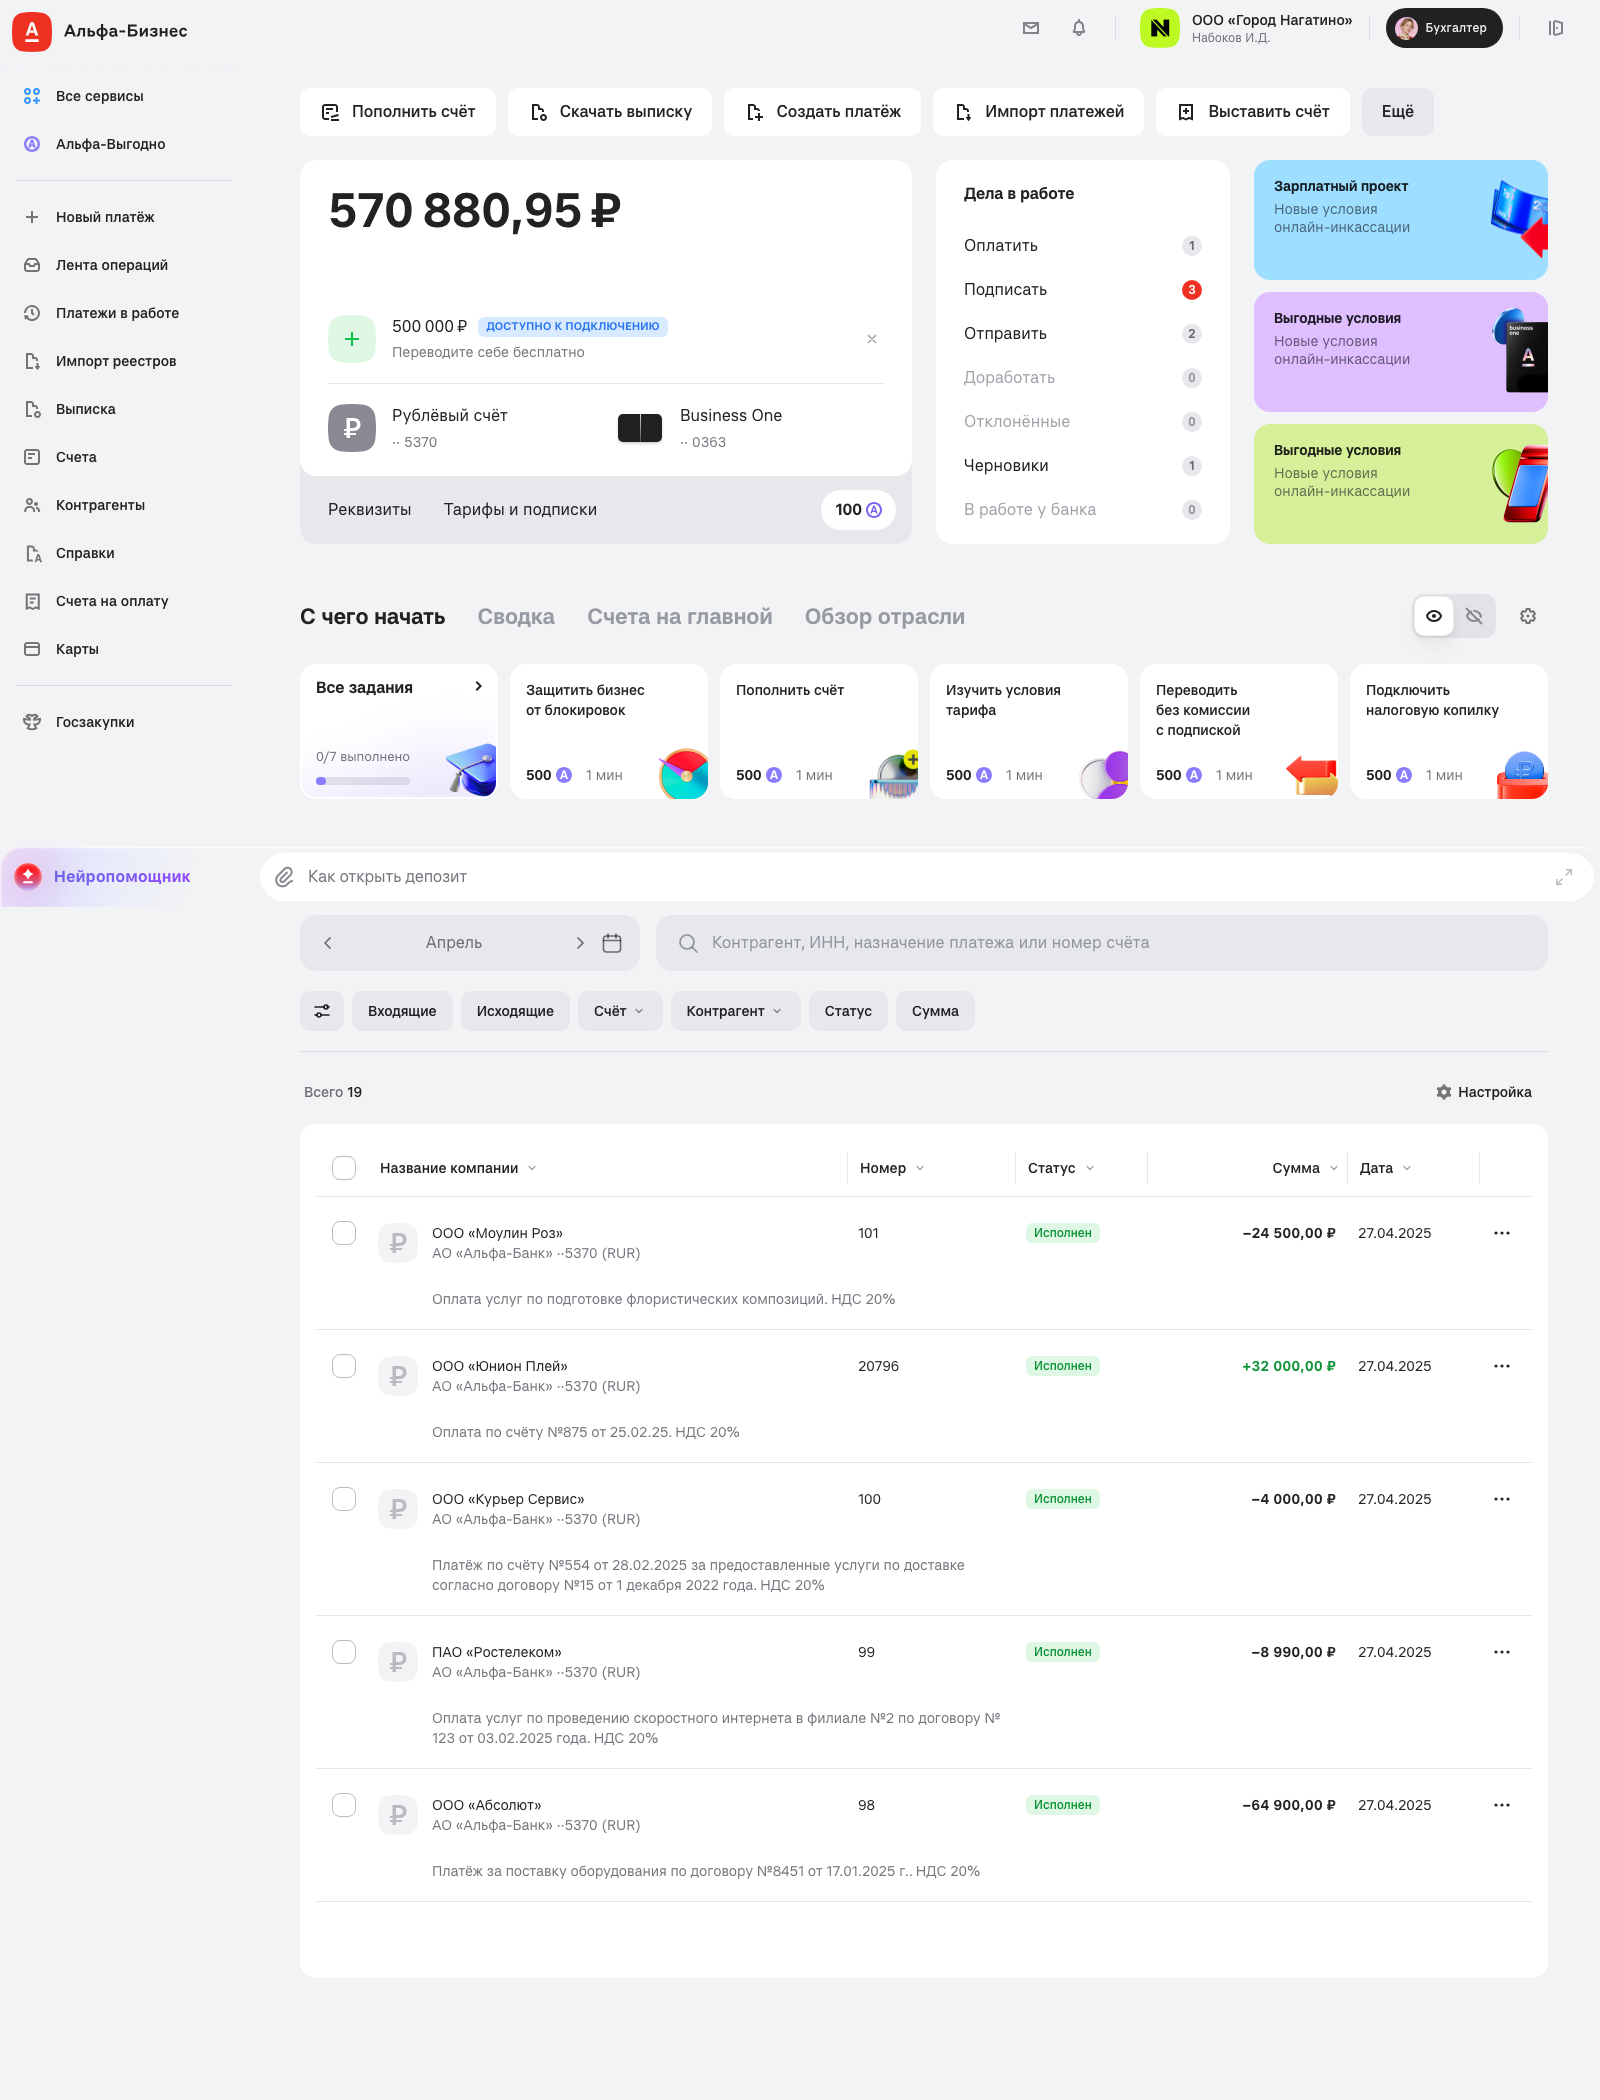 Альфа-Бизнес
ООО «Город Нагатино»
Набоков И.Д.
Бухгалтер
Все сервисы
Альфа-Выгодно
Новый платёж
Лента операций
Платежи в работе
Импорт реестров
Выписка
Счета
Контрагенты
Справки
Счета на оплату
Карты
Госзакупки
Пополнить счёт
Скачать выписку
Создать платёж
Импорт платежей
Выставить счёт
Ещё
570 880,95 ₽
500 000 ₽ ДОСТУПНО К ПОДКЛЮЧЕНИЮ
Переводите себе бесплатно
Рублёвый счёт
·· 5370
Business One
·· 0363
Реквизиты
Тарифы и подписки
100
Дела в работе
Оплатить 1
Подписать 3
Отправить 2
Доработать 0
Отклонённые 0
Черновики 1
В работе у банка 0
Зарплатный проект
Новые условия
онлайн-инкассации
Выгодные условия
Новые условия
онлайн-инкассации
business
one
Выгодные условия
Новые условия
онлайн-инкассации
С чего начать
Сводка
Счета на главной
Обзор отрасли
Все задания
0/7 выполнено
Защитить бизнес
от блокировок
500 1 мин
Пополнить счёт
500 1 мин
Изучить условия
тарифа
500 1 мин
Переводить
без комиссии
с подпиской
500 1 мин
Подключить
налоговую копилку
500 1 мин
Нейропомощник
Как открыть депозит
Апрель
Контрагент, ИНН, назначение платежа или номер счёта
Входящие
Исходящие
Счёт
Контрагент
Статус
Сумма
Всего 19
Настройка
Название компании Номер Статус Сумма Дата
ООО «Моулин Роз» 101 Исполнен −24 500,00 ₽ 27.04.2025
АО «Альфа-Банк» ··5370 (RUR)
Оплата услуг по подготовке флористических композиций. НДС 20%
ООО «Юнион Плей» 20796 Исполнен +32 000,00 ₽ 27.04.2025
АО «Альфа-Банк» ··5370 (RUR)
Оплата по счёту №875 от 25.02.25. НДС 20%
ООО «Курьер Сервис» 100 Исполнен −4 000,00 ₽ 27.04.2025
АО «Альфа-Банк» ··5370 (RUR)
Платёж по счёту №554 от 28.02.2025 за предоставленные услуги по доставке
согласно договору №15 от 1 декабря 2022 года. НДС 20%
ПАО «Ростелеком» 99 Исполнен −8 990,00 ₽ 27.04.2025
АО «Альфа-Банк» ··5370 (RUR)
Оплата услуг по проведению скоростного интернета в филиале №2 по договору №
123 от 03.02.2025 года. НДС 20%
ООО «Абсолют» 98 Исполнен −64 900,00 ₽ 27.04.2025
АО «Альфа-Банк» ··5370 (RUR)
Платёж за поставку оборудования по договору №8451 от 17.01.2025 г.. НДС 20%